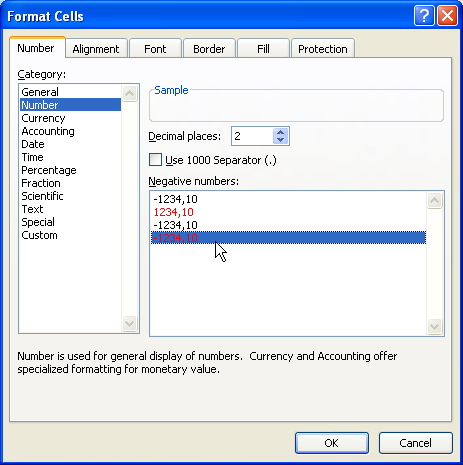 Format Cells
Number Alignment Font Border Fill Protection
Category:
General
Number
Currency
Accounting
Date
Time
Percentage
Fraction
Scientific
Text
Special
Custom
Sample
Decimal places: 2
Use 1000 Separator (.)
Negative numbers:
-1234,10
1234,10
-1234,10
-1234,10
Number is used for general display of numbers. Currency and Accounting offer
specialized formatting for monetary value.
OK Cancel